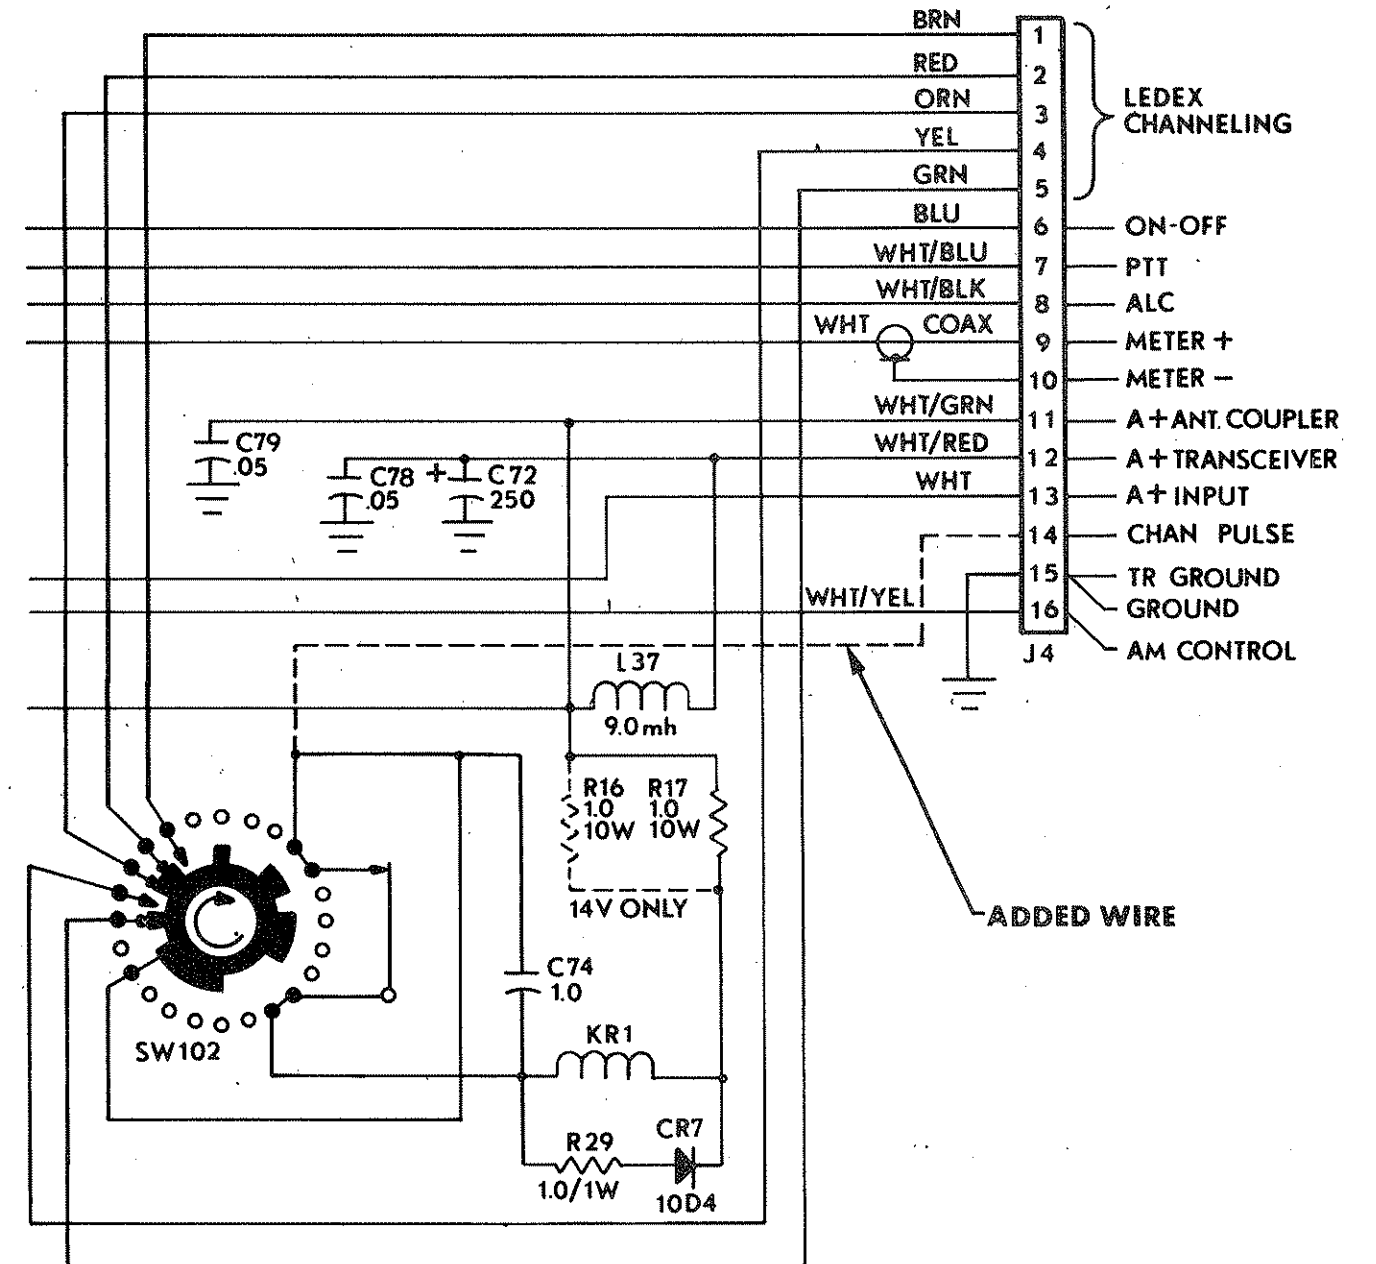 BRN 1
RED 2
LEDEX
ORN 3
CHANNELING
YEL 4
GRN 5
BLU 6 ON-OFF
WHT/BLU 7 PTT
WHT/BLK 8 ALC
WHT COAX 9 METER +
10 METER −
WHT/GRN 11 A+ANT. COUPLER
C79
.05
WHT/RED 12 A+TRANSCEIVER
C78
.05
+ C72
250
WHT 13 A+INPUT
14 CHAN PULSE
15 TR GROUND
WHT/YEL 16 GROUND
J4 AM CONTROL
L37
9.0mh
R16
1.0
10W
R17
1.0
10W
14V ONLY
ADDED WIRE
C74
1.0
SW102
KR1
R29
1.0/1W
CR7
10D4